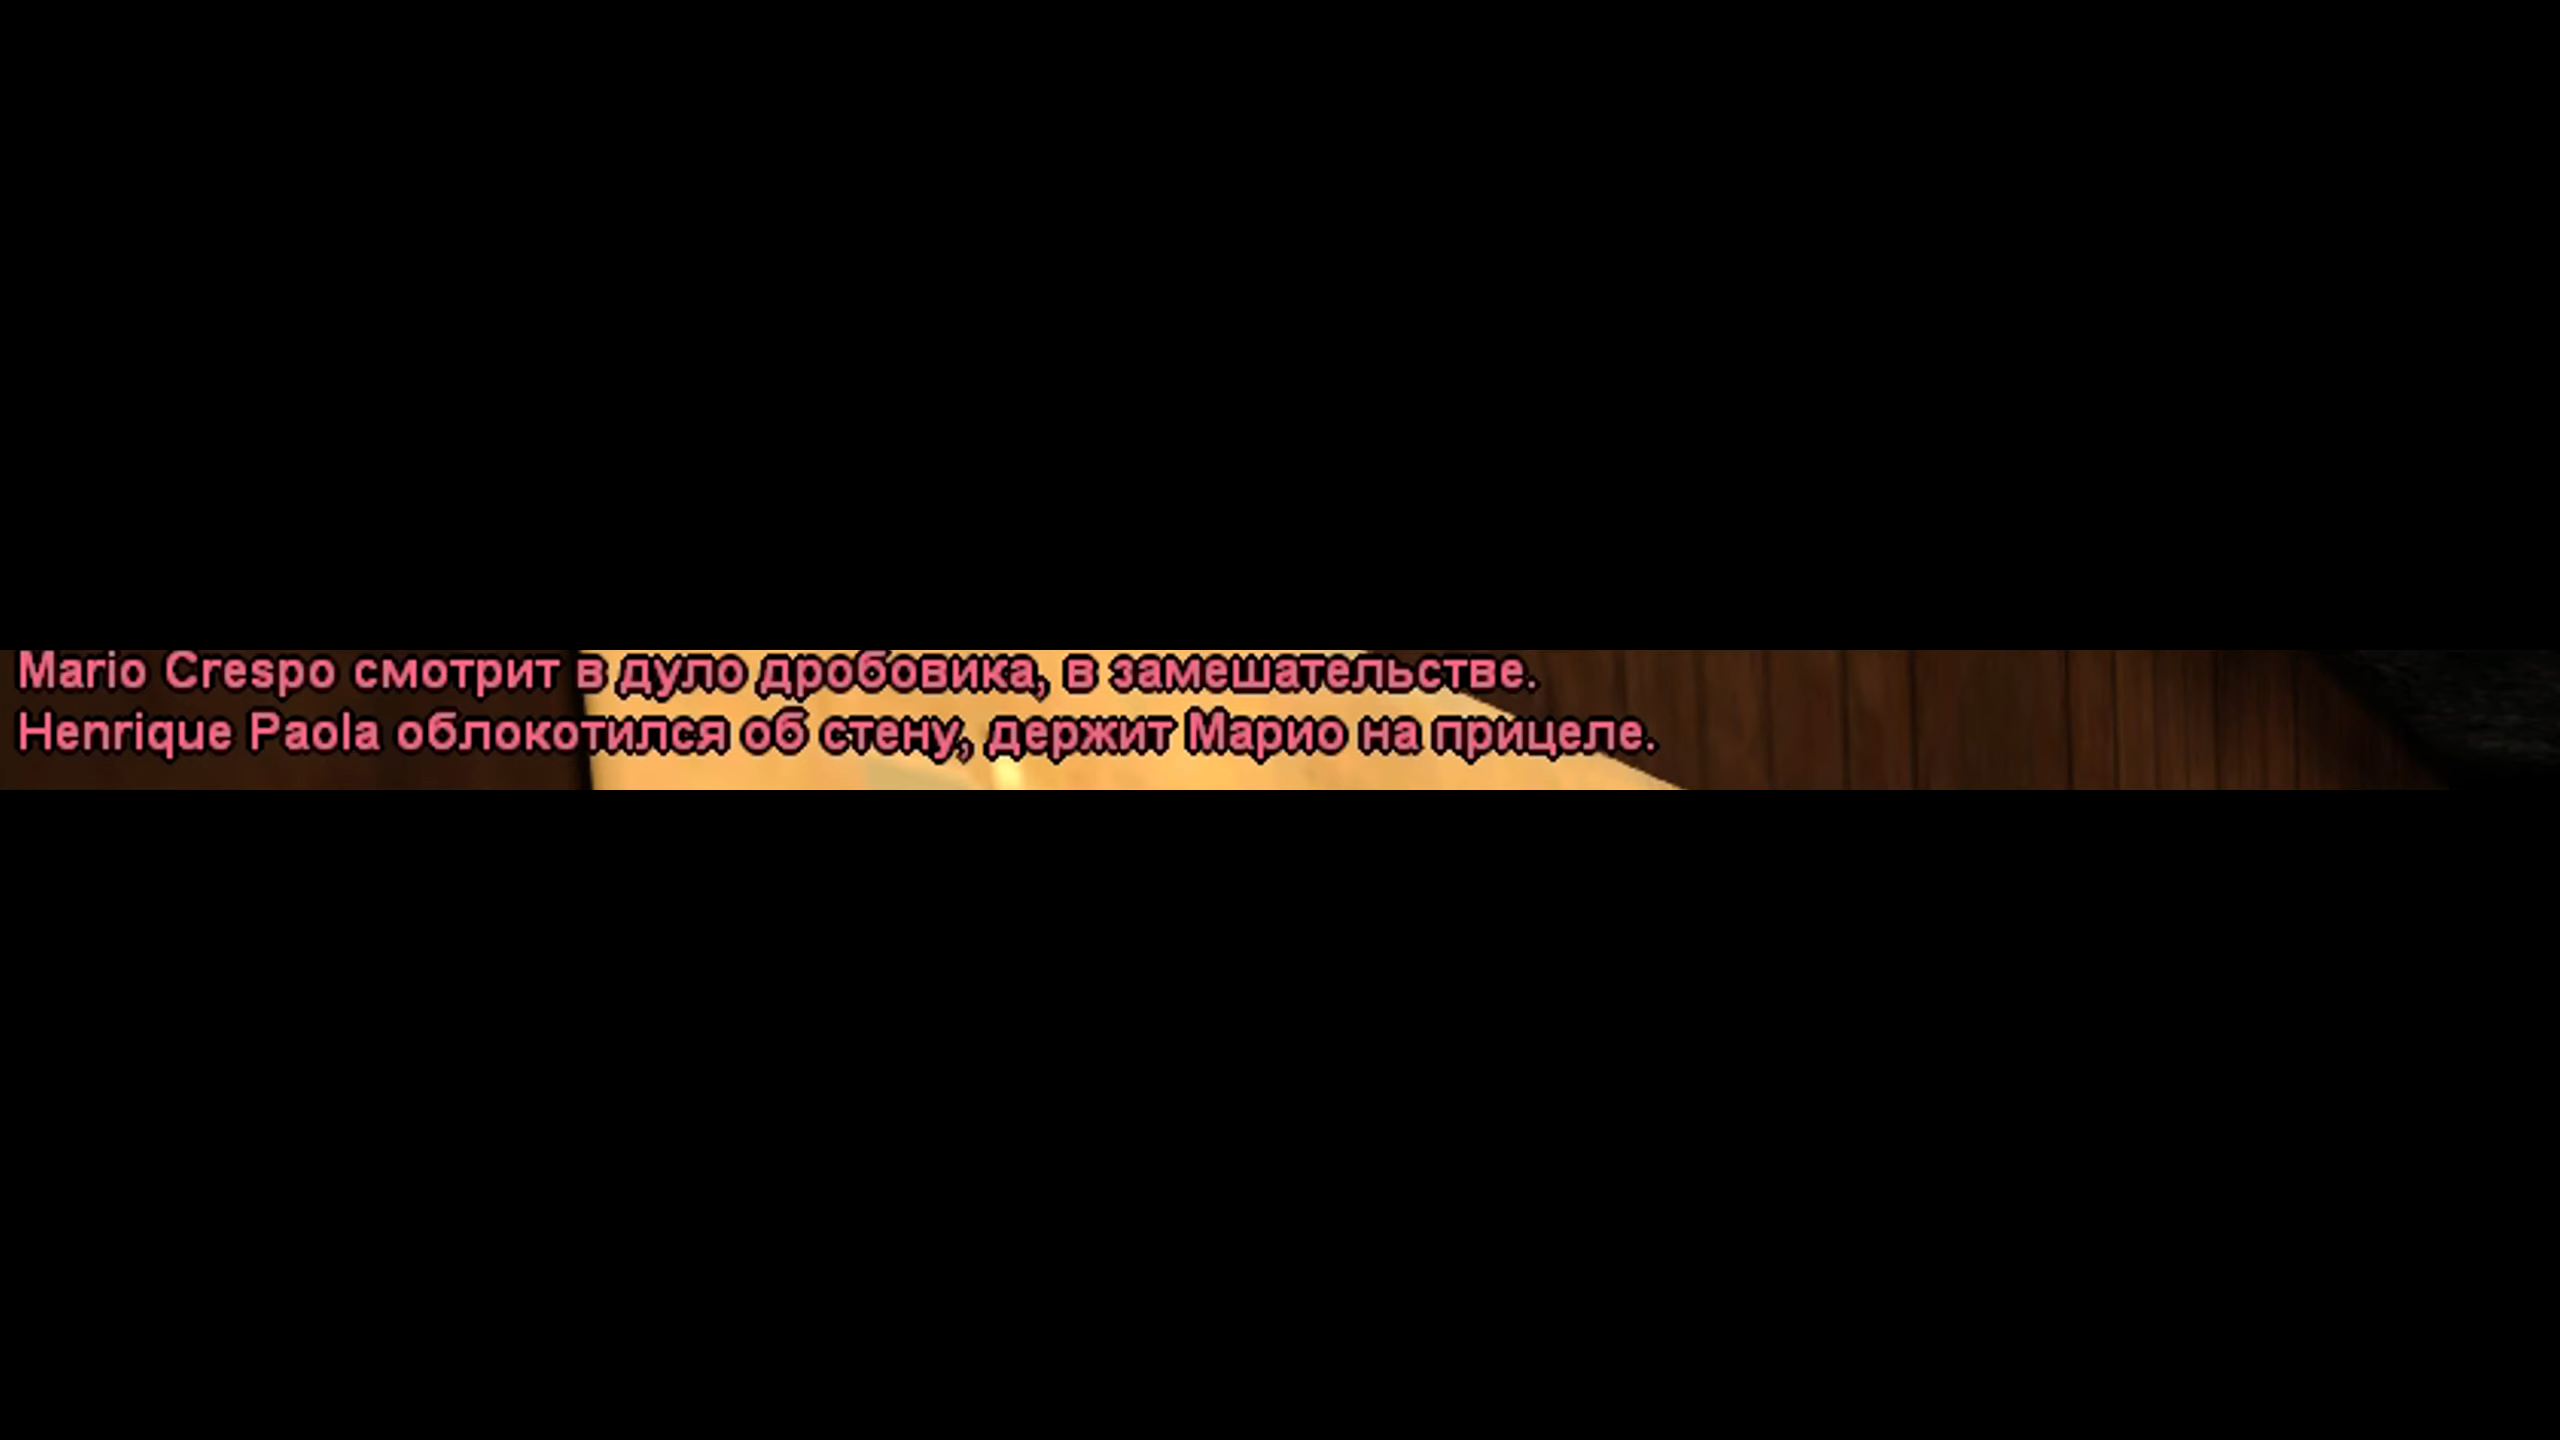 Mario Crespo смотрит в дуло дробовика, в замешательстве.
Henrique Paola облокотился об стену, держит Марио на прицеле.